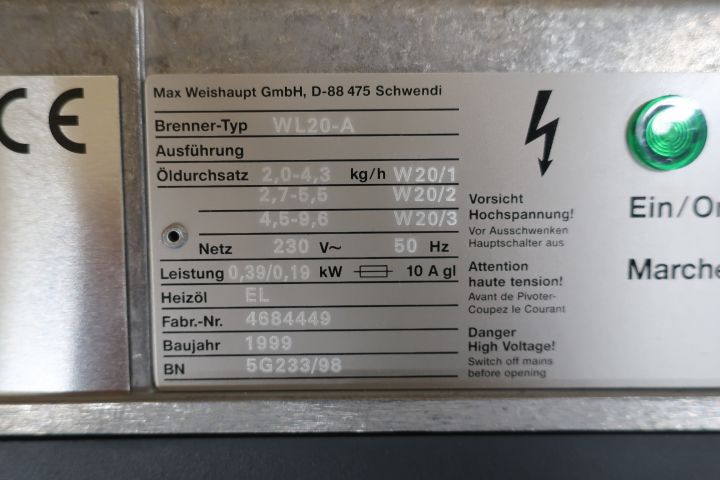 CE
Max Weishaupt GmbH, D-88 475 Schwendi
Brenner-Typ WL20-A
Ausführung
Öldurchsatz 2,0-4,3 kg/h W20/1
2,7-5,5 W20/2
4,5-9,6 W20/3
Netz 230 V~ 50 Hz
Leistung 0,39/0,19 kW 10 A gl
Heizöl EL
Fabr.-Nr. 4684449
Baujahr 1999
BN 5G233/98
Vorsicht
Hochspannung!
Vor Ausschwenken
Hauptschalter aus
Attention
haute tension!
Avant de Pivoter-
Coupez le Courant
Danger
High Voltage!
Switch off mains
before opening
Ein/On
Marche